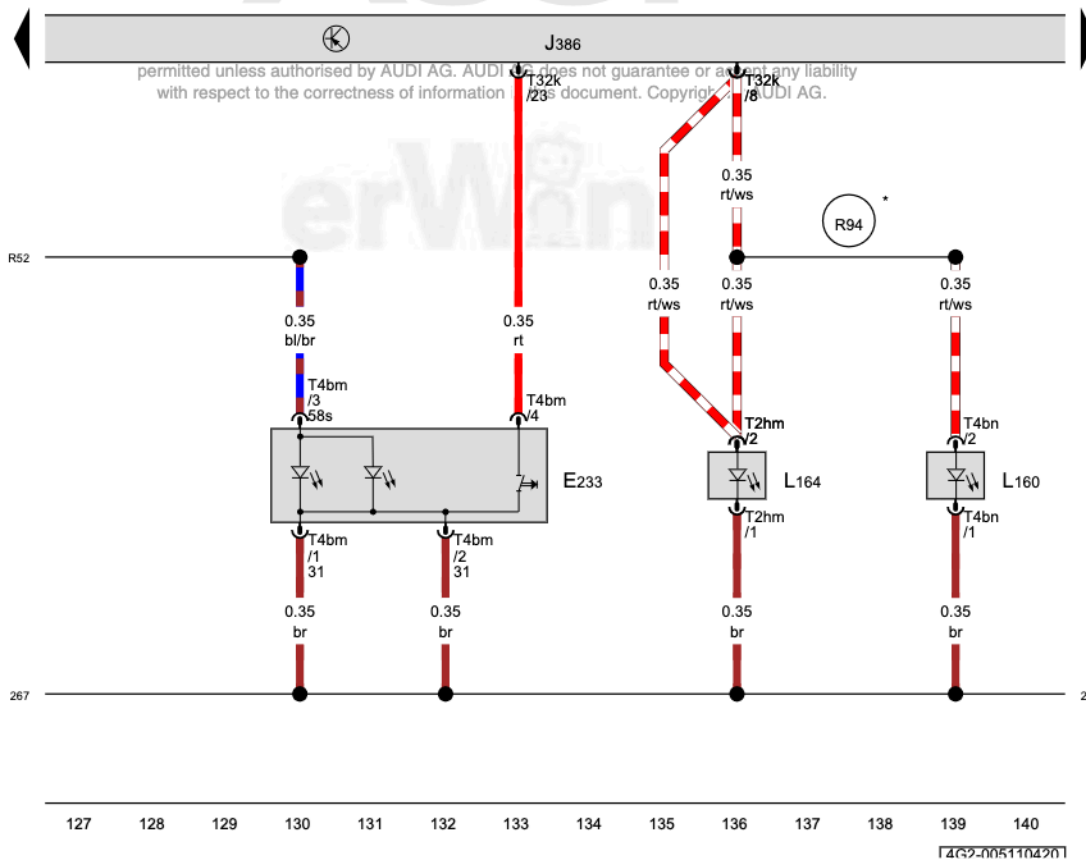 J386
permitted unless authorised by AUDI AG. AUDI AG does not guarantee or accept any liability
with respect to the correctness of information in this document. Copyright AUDI AG.
T32k
/23
T32k
/8
erWin
0.35
rt/ws
R94
*
R52
0.35
rt/ws
0.35
rt/ws
0.35
rt/ws
0.35
bl/br
0.35
rt
T4bm
/3
58s
T4bm
/4
T2hm
/2
T4bn
/2
E233
L164
L160
T4bm
/1
31
T4bm
/2
31
T2hm
/1
T4bn
/1
0.35
br
0.35
br
0.35
br
0.35
br
267
2
127 128 129 130 131 132 133 134 135 136 137 138 139 140
4G2-005110420